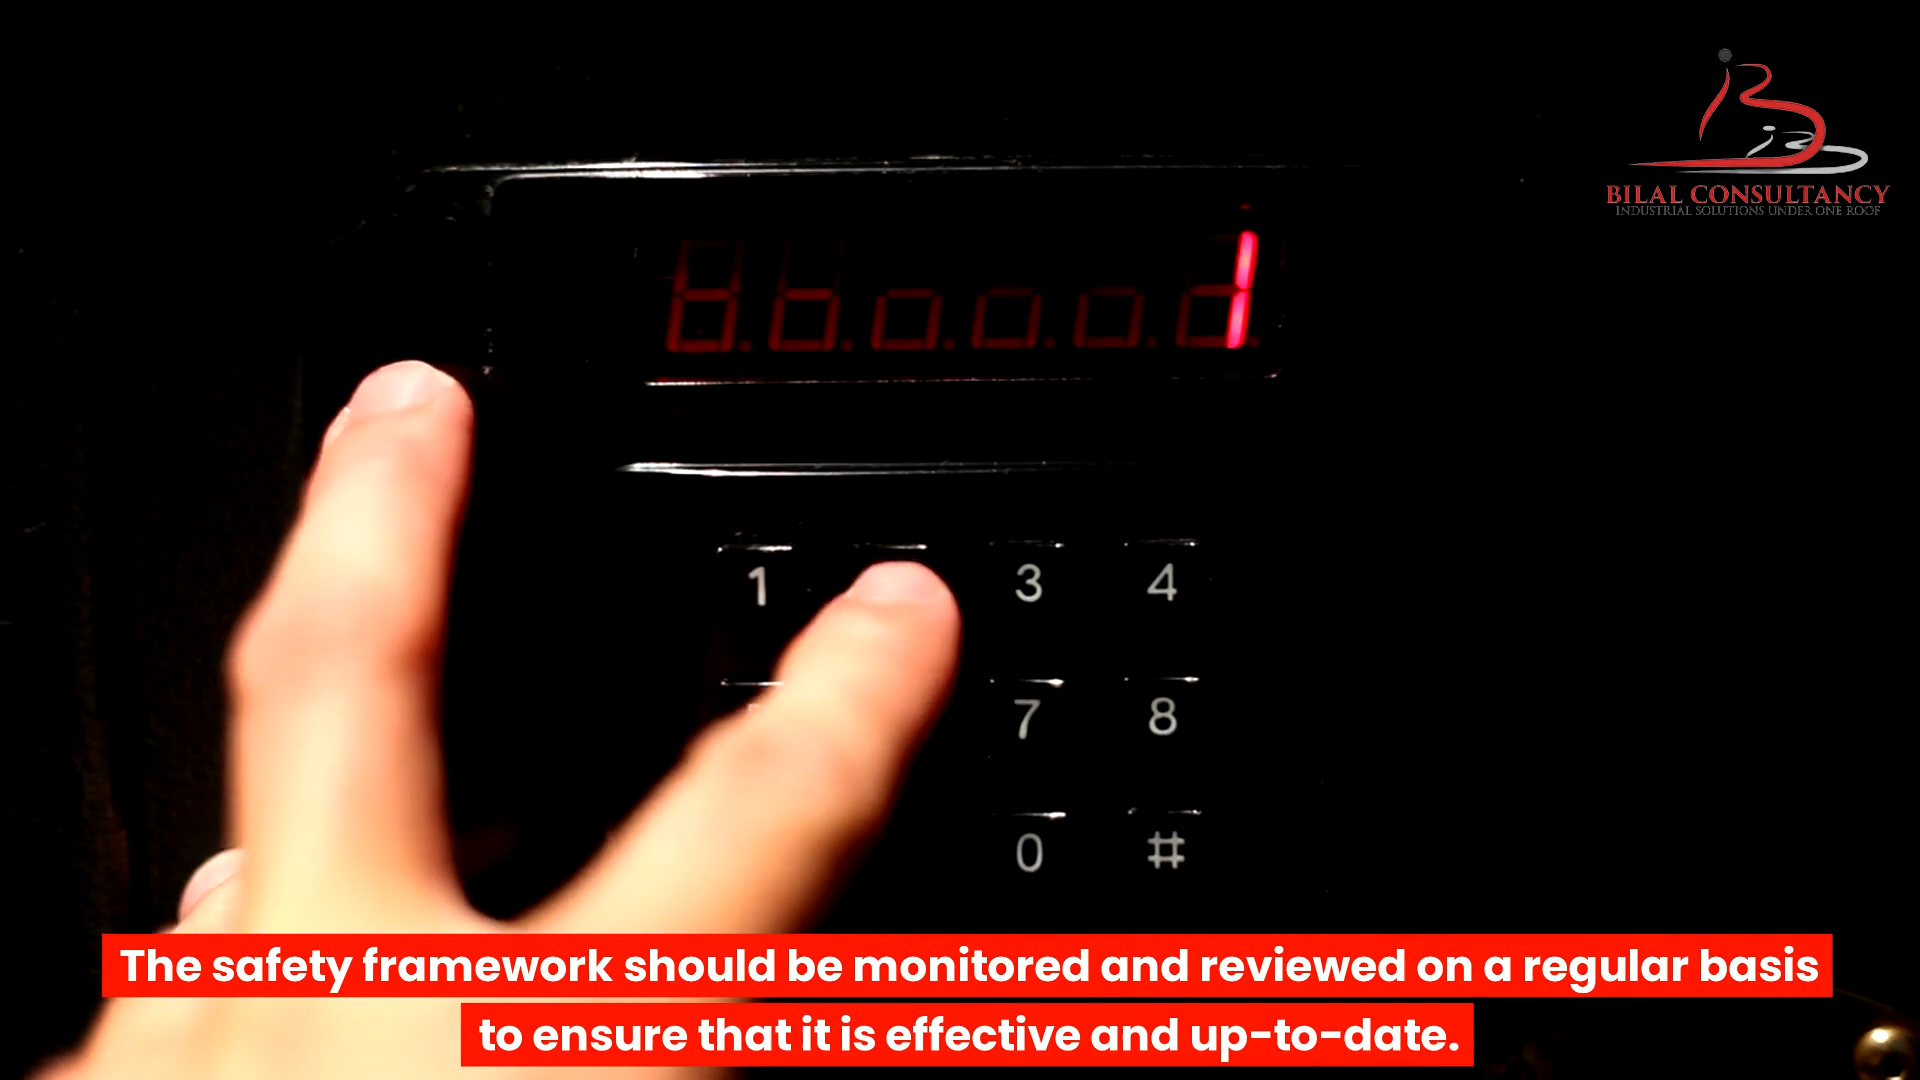 BILAL CONSULTANCY
INDUSTRIAL SOLUTIONS UNDER ONE ROOF
1
1 3 4
7 8
0 #
The safety framework should be monitored and reviewed on a regular basis
to ensure that it is effective and up-to-date.